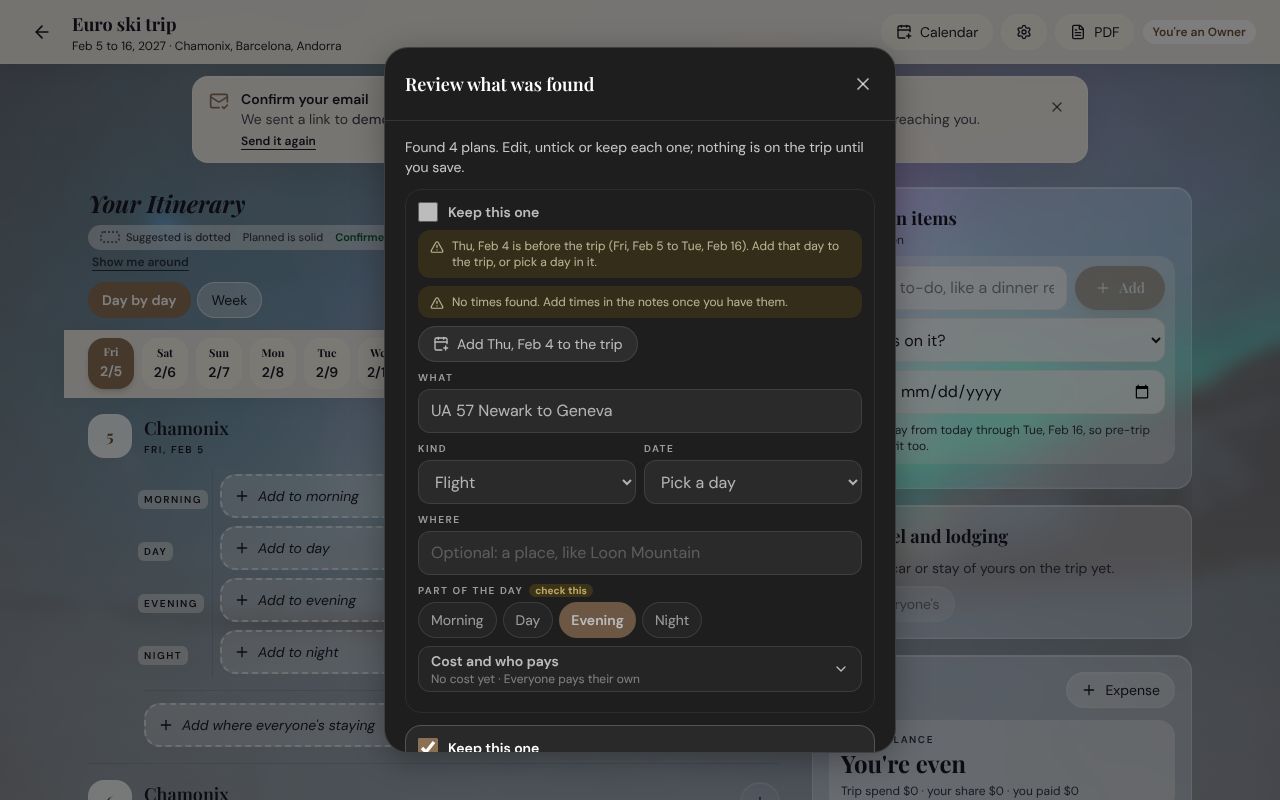 Euro ski trip
Feb 5 to 16, 2027 · Chamonix, Barcelona, Andorra
Calendar
PDF
You're an Owner
Confirm your email
We sent a link to
reaching you.
Send it again
Review what was found
Found 4 plans. Edit, untick or keep each one; nothing is on the trip until
you save.
Keep this one
Thu, Feb 4 is before the trip (Fri, Feb 5 to Tue, Feb 16). Add that day to
the trip, or pick a day in it.
No times found. Add times in the notes once you have them.
Add Thu, Feb 4 to the trip
WHAT
UA 57 Newark to Geneva
KIND
DATE
Flight
Pick a day
WHERE
Optional: a place, like Loon Mountain
PART OF THE DAY
check this
Morning
Day
Evening
Night
Cost and who pays
No cost yet · Everyone pays their own
Keep this one
Your Itinerary
Suggested is dotted
Planned is solid
Confirme
Show me around
Day by day
Week
Fri
2/5
Sat
2/6
Sun
2/7
Mon
2/8
Tue
2/9
5
Chamonix
FRI, FEB 5
MORNING
+ Add to morning
DAY
+ Add to day
EVENING
+ Add to evening
NIGHT
+ Add to night
+ Add where everyone's staying
Chamonix
items
to-do, like a dinner re
+ Add
on it?
mm/dd/yyyy
from today through Tue, Feb 16, so pre-trip
too.
and lodging
car or stay of yours on the trip yet.
+ Expense
You're even
Trip spend $0 · your share $0 · you paid $0